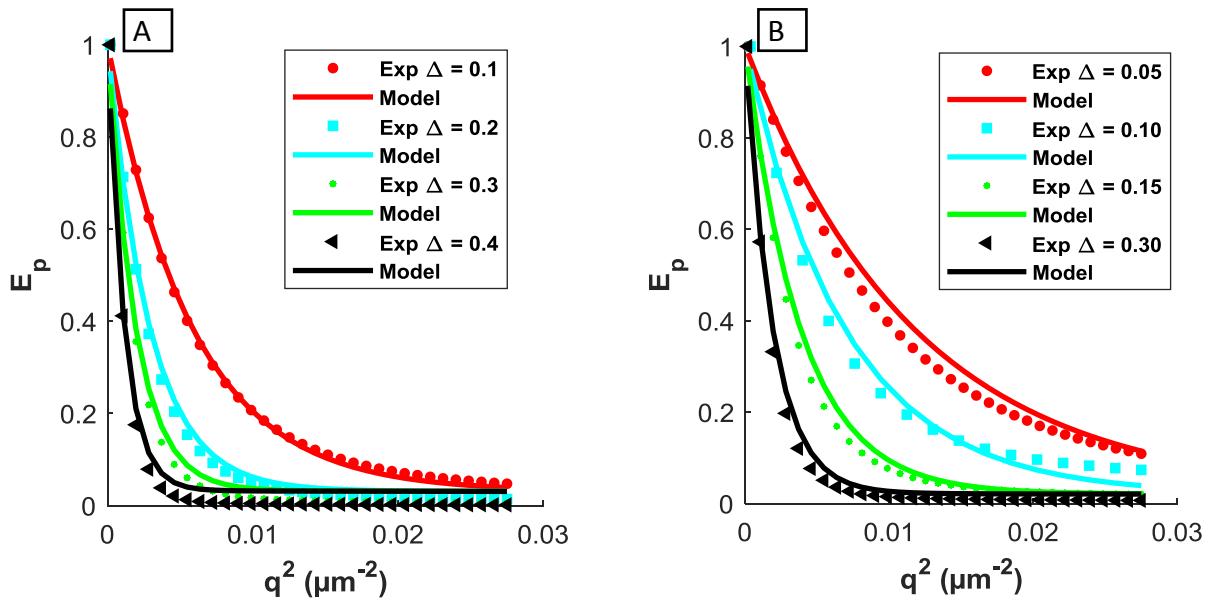 A
1
0.8
0.6
0.4
0.2
0
E_p
0
0.01
0.02
0.03
q² (µm⁻²)
Exp Δ = 0.1
Model
Exp Δ = 0.2
Model
Exp Δ = 0.3
Model
Exp Δ = 0.4
Model
B
1
0.8
0.6
0.4
0.2
0
E_p
0
0.01
0.02
0.03
q² (µm⁻²)
Exp Δ = 0.05
Model
Exp Δ = 0.10
Model
Exp Δ = 0.15
Model
Exp Δ = 0.30
Model